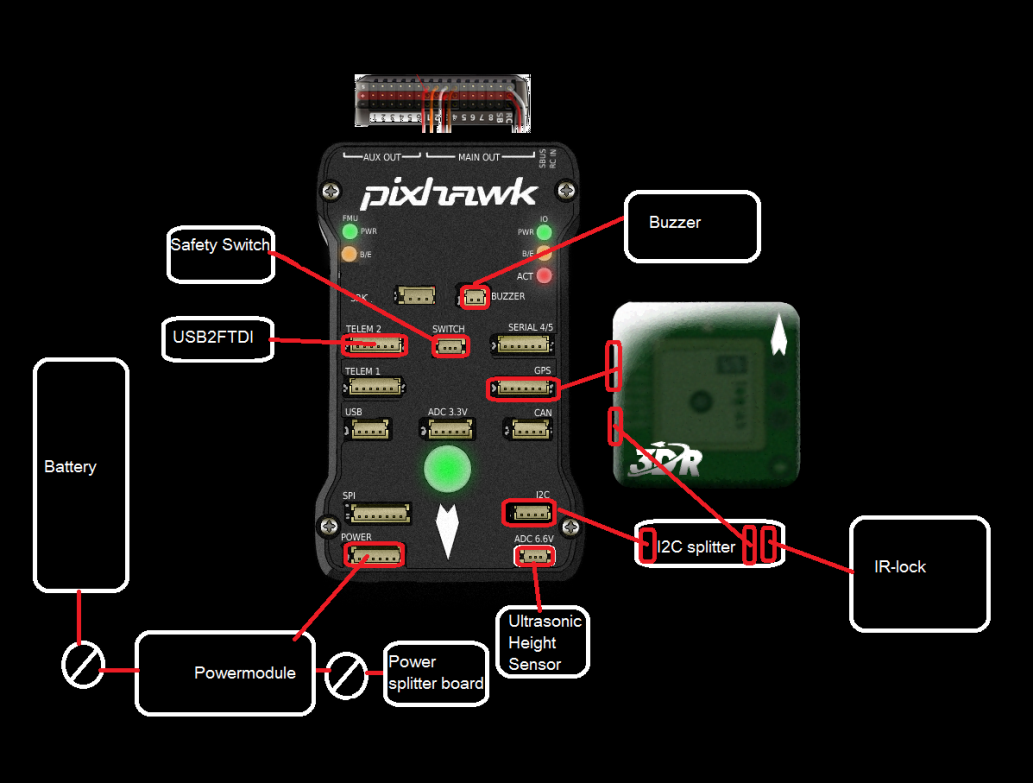 AUX OUT
MAIN OUT
SBUS
RC IN
pixhawk
FMU
PWR
B/E
IO
PWR
B/E
ACT
Safety Switch
Buzzer
BUZZER
USB2FTDI
TELEM 2
SWITCH
SERIAL 4/5
TELEM 1
GPS
USB
ADC 3.3V
CAN
Battery
3DR
SPI
I2C
POWER
ADC 6.6V
I2C splitter
IR-lock
Ultrasonic
Height
Sensor
Powermodule
Power
splitter board